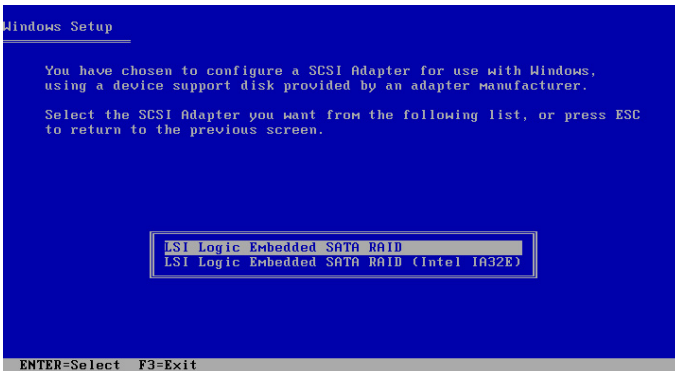 Windows Setup
You have chosen to configure a SCSI Adapter for use with Windows,
using a device support disk provided by an adapter manufacturer.
Select the SCSI Adapter you want from the following list, or press ESC
to return to the previous screen.
LSI Logic Embedded SATA RAID
LSI Logic Embedded SATA RAID (Intel IA32E)
ENTER=Select F3=Exit